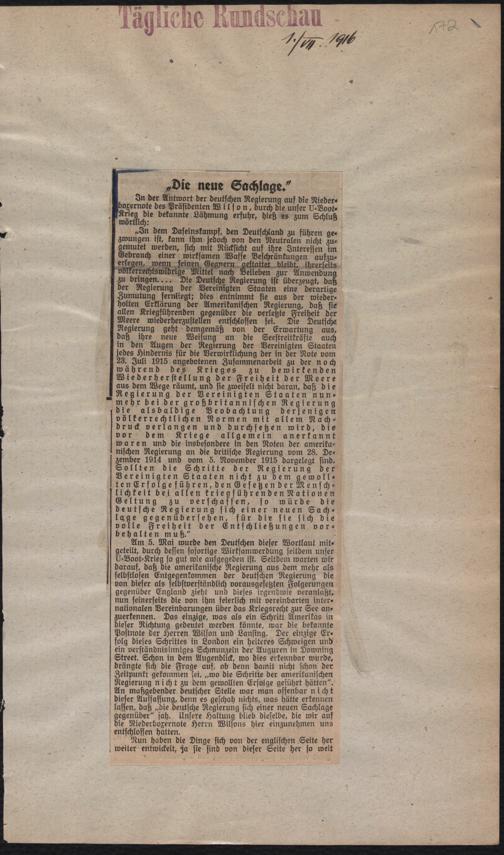 Tägliche Rundschau
1./VII. 1916
„Die neue Sachlage.“
In der Antwort der deutschen Regierung auf die Nieder-
boxernote des Präsidenten Wilson, durch die unser U-Boot-
Krieg die bekannte Lähmung erfuhr, hieß es zum Schluß
wörtlich:
„In dem Daseinskampf, den Deutschland zu führen ge-
zwungen ist, kann ihm jedoch von den Neutralen nicht zu-
gemutet werden, sich mit Rücksicht auf ihre Interessen im
Gebrauch einer wirksamen Waffe Beschränkungen aufzu-
erlegen, wenn seinen Gegnern gestattet bleibt, ihrerseits
völkerrechtswidrige Mittel nach Belieben zur Anwendung
zu bringen.... Die Deutsche Regierung ist überzeugt, daß
der Regierung der Vereinigten Staaten eine derartige
Zumutung fernliegt; dies entnimmt sie aus der wieder-
holten Erklärung der Amerikanischen Regierung, daß sie
allen Kriegführenden gegenüber die verletzte Freiheit der
Meere wiederherzustellen entschlossen sei. Die Deutsche
Regierung geht demgemäß von der Erwartung aus,
daß ihre neue Weisung an die Seestreitkräfte auch
in den Augen der Regierung der Vereinigten Staaten
jedes Hindernis für die Verwirklichung der in der Note vom
23. Juli 1915 angebotenen Zusammenarbeit zu der noch
während des Krieges zu bewirkenden
Wiederherstellung der Freiheit der Meere
aus dem Wege räumt, und sie zweifelt nicht daran, daß die
Regierung der Vereinigten Staaten nun-
mehr bei der großbritannischen Regierung
die alsbaldige Beobachtung derjenigen
völkerrechtlichen Normen mit allem Nach-
druck verlangen und durchsetzen wird, die
vor dem Kriege allgemein anerkannt
waren und die insbesondere in den Noten der amerika-
nischen Regierung an die britische Regierung vom 28. De-
zember 1914 und vom 5. November 1915 dargelegt sind.
Sollten die Schritte der Regierung der
Vereinigten Staaten nicht zu dem gewoll-
ten Erfolge führen, den Gesetzen der Mensch-
lichkeit bei allen kriegführenden Nationen
Geltung zu verschaffen, so würde die
deutsche Regierung sich einer neuen Sach-
lage gegenübersehen, für die sie sich die
volle Freiheit der Entschließungen vor-
behalten muß.“
Am 5. Mai wurde den Deutschen dieser Wortlaut mit-
geteilt, durch dessen sofortige Wirksamwerdung seitdem unser
U-Boot-Krieg so gut wie aufgegeben ist. Seitdem warten wir
darauf, daß die amerikanische Regierung aus dem mehr als
selbstlosen Entgegenkommen der deutschen Regierung die
von dieser als selbstverständlich vorausgesetzten Folgerungen
gegenüber England zieht und dieses irgendwie veranlaßt,
nun seinerseits die von ihm feierlich mit vereinbarten inter-
nationalen Vereinbarungen über das Kriegsrecht zur See an-
zuerkennen. Das einzige, was als ein Schritt Amerikas in
dieser Richtung gedeutet werden könnte, war die bekannte
Postnote der Herren Wilson und Lansing. Der einzige Er-
folg dieses Schrittes in London ein heiteres Schweigen und
ein verständnisinniges Schmunzeln der Auguren in Downing
Street. Schon in dem Augenblick, wo dies erkennbar wurde,
drängte sich die Frage auf, ob denn damit nicht schon der
Zeitpunkt gekommen sei, „wo die Schritte der amerikanischen
Regierung nicht zu dem gewollten Erfolge geführt hätten“.
An maßgebender deutscher Stelle war man offenbar nicht
dieser Auffassung, denn es geschah nichts, was hätte erkennen
lassen, daß „die deutsche Regierung sich einer neuen Sachlage
gegenüber“ sah. Unsere Haltung blieb dieselbe, die wir auf
die Niederboxernote Herrn Wilsons hier einzunehmen uns
entschlossen hatten.
Nun haben die Dinge sich von der englischen Seite her
weiter entwickelt, ja sie sind von dieser Seite her so weit